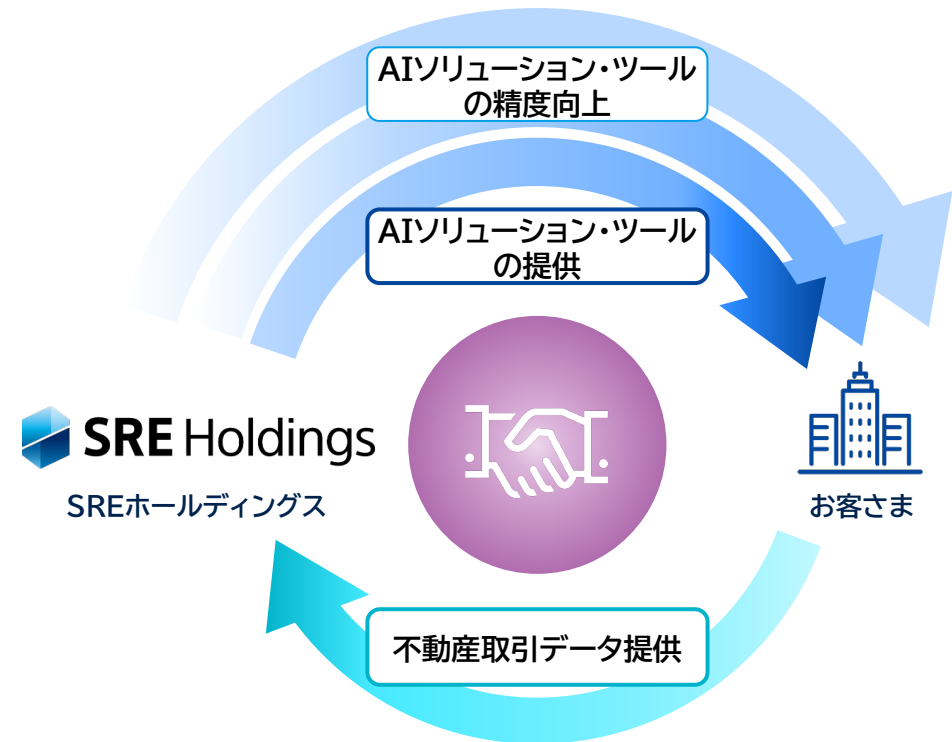 AIソリューション・ツール
の精度向上
AIソリューション・ツール
の提供
SRE Holdings
SREホールディングス
お客さま
不動産取引データ提供